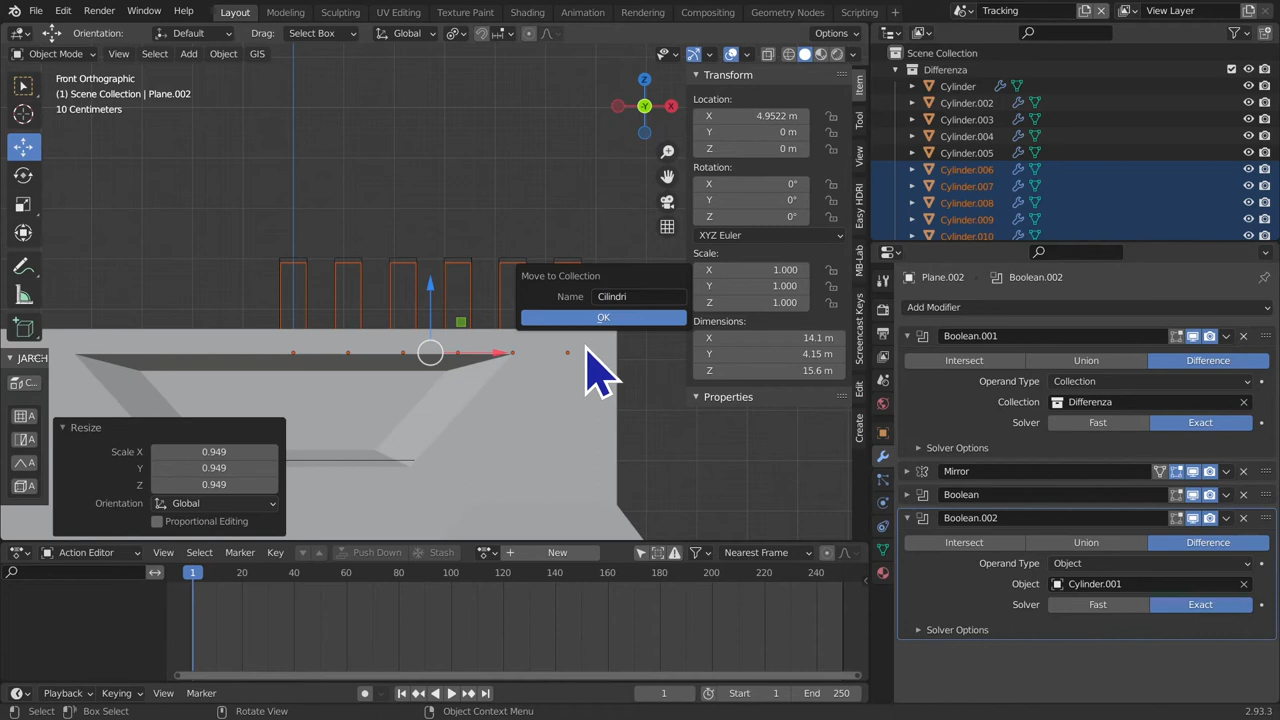 File Edit Render Window Help Layout Modeling Sculpting UV Editing Texture Paint Shading Animation Rendering Compositing Geometry Nodes Scripting + Tracking View Layer
Orientation: Default Drag: Select Box Global Options
Object Mode View Select Add Object GIS
Front Orthographic
(1) Scene Collection | Plane.002
10 Centimeters
Z
X
-Y
Transform
Location:
X 4.9522 m
Y 0 m
Z 0 m
Rotation:
X 0°
Y 0°
Z 0°
XYZ Euler
Scale:
X 1.000
Y 1.000
Z 1.000
Dimensions:
X 14.1 m
Y 4.15 m
Z 15.6 m
Properties
Item
Tool
View
Easy HDRI
MB-Lab
Screencast Keys
Edit
Create
Move to Collection
Name Cilindri
OK
JARCH
C...
A
A
A
A
Resize
Scale X 0.949
Y 0.949
Z 0.949
Orientation Global
Proportional Editing
Scene Collection
Differenza
Cylinder
Cylinder.002
Cylinder.003
Cylinder.004
Cylinder.005
Cylinder.006
Cylinder.007
Cylinder.008
Cylinder.009
Cylinder.010
Plane.002 Boolean.002
Add Modifier
Boolean.001
Intersect Union Difference
Operand Type Collection
Collection Differenza
Solver Fast Exact
Solver Options
Mirror
Boolean
Boolean.002
Intersect Union Difference
Operand Type Object
Object Cylinder.001
Solver Fast Exact
Solver Options
Action Editor View Select Marker Key Push Down Stash New Nearest Frame
1 20 40 60 80 100 120 140 160 180 200 220 240
Playback Keying View Marker 1 Start 1 End 250
Select Box Select Rotate View Object Context Menu 2.93.3